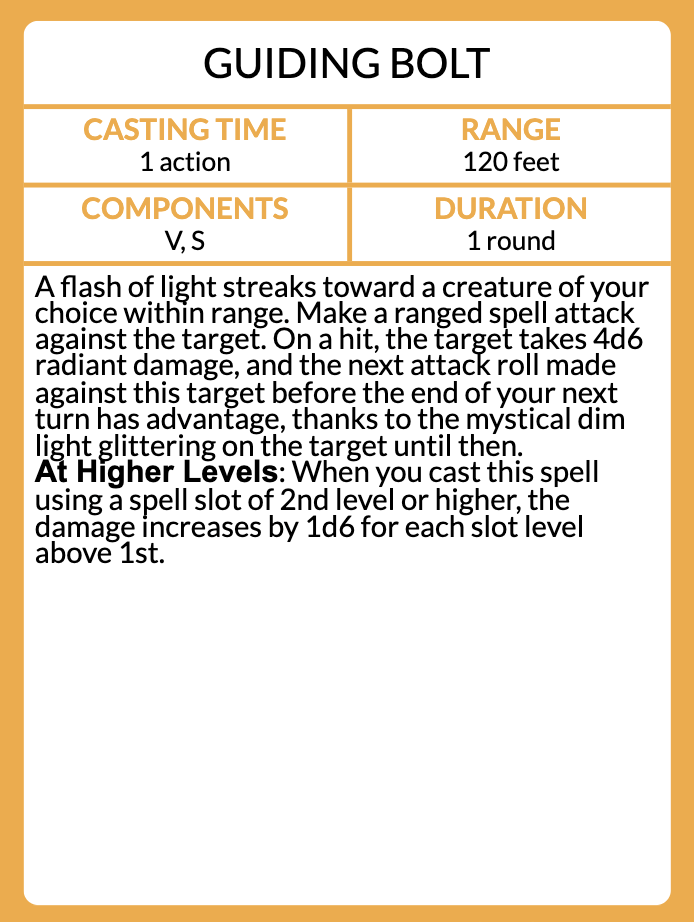 GUIDING BOLT
CASTING TIME
1 action
RANGE
120 feet
COMPONENTS
V, S
DURATION
1 round
A flash of light streaks toward a creature of your
choice within range. Make a ranged spell attack
against the target. On a hit, the target takes 4d6
radiant damage, and the next attack roll made
against this target before the end of your next
turn has advantage, thanks to the mystical dim
light glittering on the target until then.
At Higher Levels: When you cast this spell
using a spell slot of 2nd level or higher, the
damage increases by 1d6 for each slot level
above 1st.